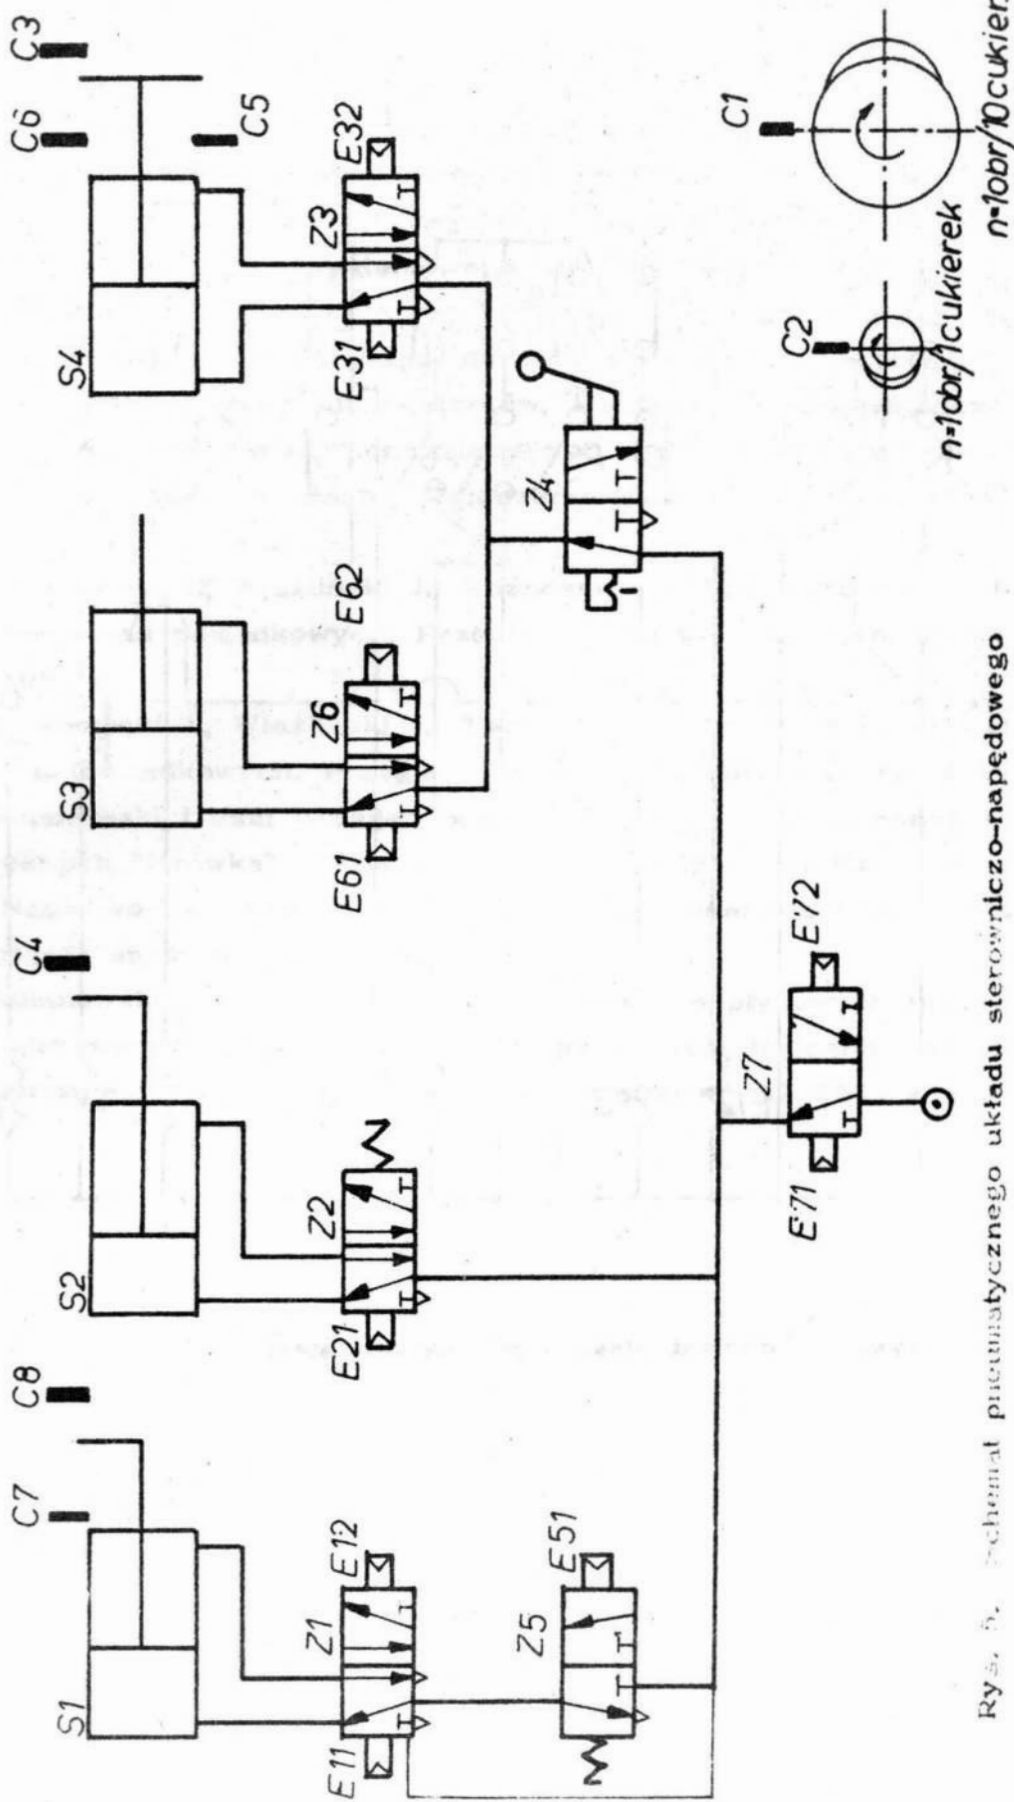 C7
C8
C4
C6
C3
S1
S2
S3
S4
C5
E11
Z1
E12
E21
Z2
E61
Z6
E62
E31
Z3
E32
Z5
E51
Z4
E71
Z7
E72
C2
C1
n=1obr/1cukierek
n=1obr/10cukier
Rys. 5. schemat pneumatycznego układu sterowniczo-napędowego